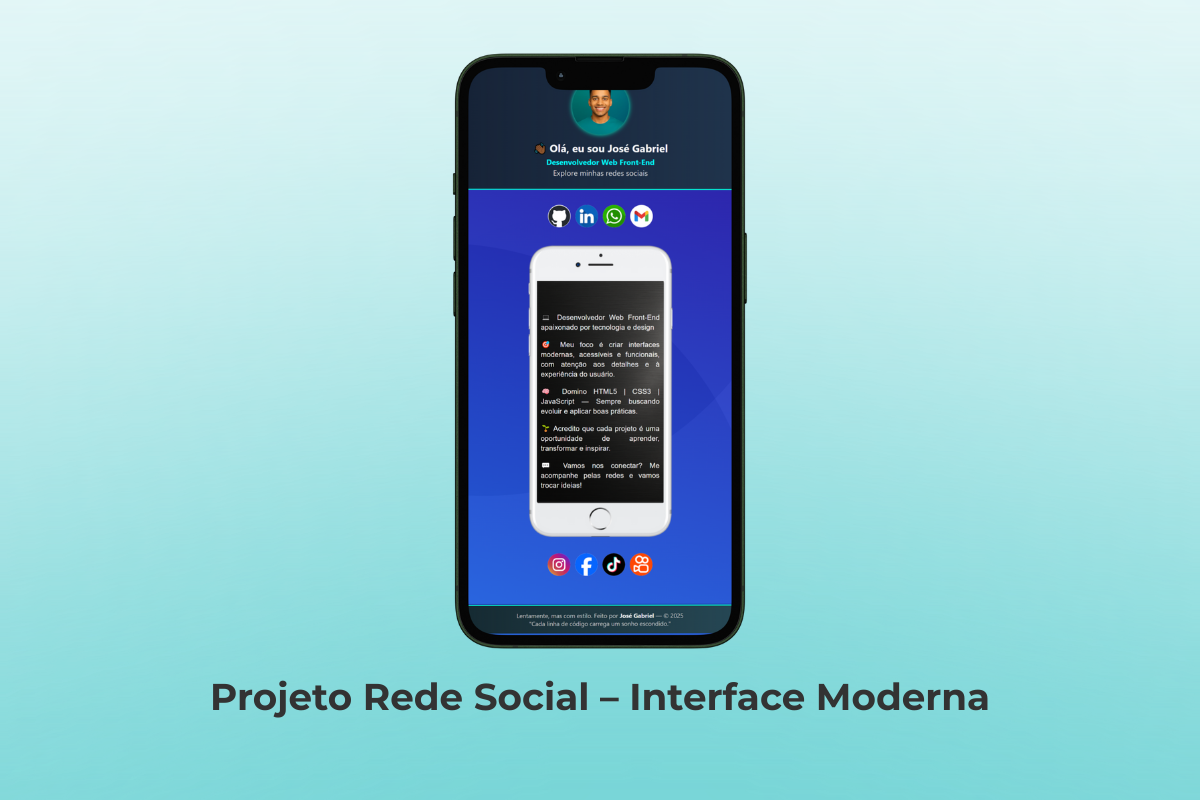 👋🏾 Olá, eu sou José Gabriel
Desenvolvedor Web Front-End
Explore minhas redes sociais
in
💻 Desenvolvedor Web Front-End
apaixonado por tecnologia e design
🎯 Meu foco é criar interfaces
modernas, acessíveis e funcionais,
com atenção aos detalhes e à
experiência do usuário.
🧠 Domino HTML5 | CSS3 |
JavaScript — Sempre buscando
evoluir e aplicar boas práticas.
🌱 Acredito que cada projeto é uma
oportunidade de aprender,
transformar e inspirar.
📨 Vamos nos conectar? Me
acompanhe pelas redes e vamos
trocar ideias!
Lentamente, mas com estilo. Feito por José Gabriel — © 2025
"Cada linha de código carrega um sonho escondido."
Projeto Rede Social – Interface Moderna